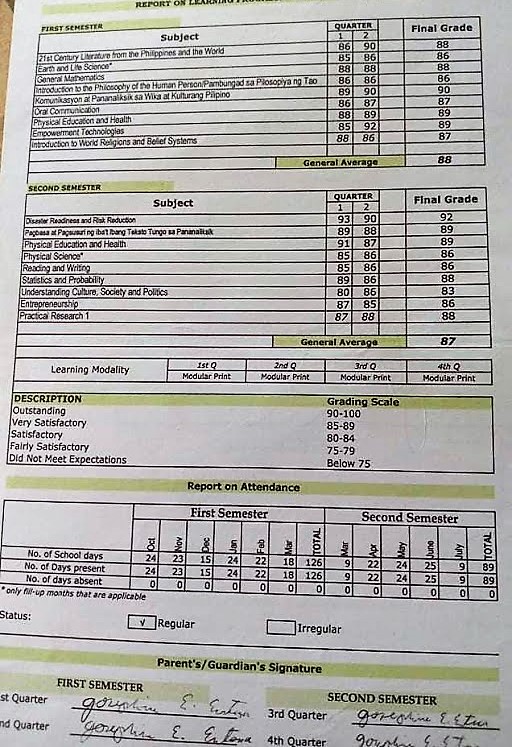 REPORT ON LEARNING
FIRST SEMESTER
Subject QUARTER Final Grade
1 2
21st Century Literature from the Philippines and the World 86 90 88
Earth and Life Science* 85 86 86
General Mathematics 88 88 88
Introduction to the Philosophy of the Human Person/Pambungad sa Pilosopiya ng Tao 86 86 86
Komunikasyon at Pananaliksik sa Wika at Kulturang Pilipino 89 90 90
Oral Communication 86 87 87
Physical Education and Health 88 89 89
Empowerment Technologies 85 92 89
Introduction to World Religions and Belief Systems 88 86 87
General Average 88
SECOND SEMESTER
Subject QUARTER Final Grade
1 2
Disaster Readiness and Risk Reduction 93 90 92
Pagbasa at Pagsusuri ng iba't Ibang Teksto Tungo sa Pananaliksik 89 88 89
Physical Education and Health 91 87 89
Physical Science* 85 86 86
Reading and Writing 85 86 86
Statistics and Probability 89 86 88
Understanding Culture, Society and Politics 80 86 83
Entrepreneurship 87 85 86
Practical Research 1 87 88 88
General Average 87
Learning Modality 1st Q 2nd Q 3rd Q 4th Q
Modular Print Modular Print Modular Print Modular Print
DESCRIPTION Grading Scale
Outstanding 90-100
Very Satisfactory 85-89
Satisfactory 80-84
Fairly Satisfactory 75-79
Did Not Meet Expectations Below 75
Report on Attendance
First Semester Second Semester
Oct Nov Dec Jan Feb Mar TOTAL Mar Apr May June July TOTAL
No. of School days 24 23 15 24 22 18 126 9 22 24 25 9 89
No. of Days present 24 23 15 24 22 18 126 9 22 24 25 9 89
No. of days absent 0 0 0 0 0 0 0 0 0 0 0 0 0
*only fill-up months that are applicable
Status: √ Regular Irregular
Parent's/Guardian's Signature
FIRST SEMESTER SECOND SEMESTER
st Quarter Josephine E. 3rd Quarter Josephine E.
nd Quarter Josephine E. 4th Quarter Josephine E.